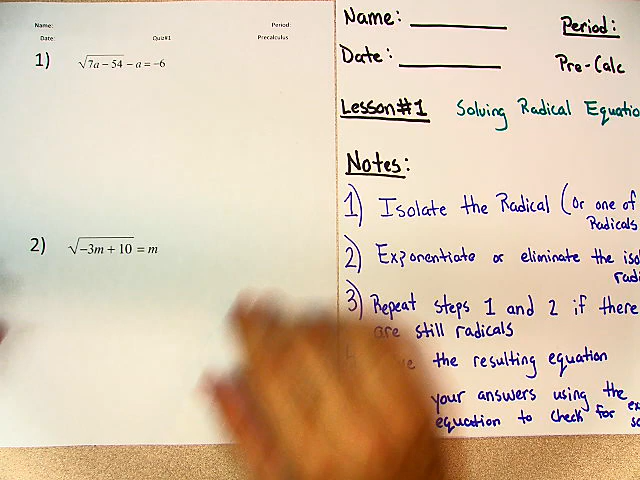 Name:
Period:
Date:
Quiz#1
Precalculus
1) √7a – 54 – a = –6
2) √–3m + 10 = m
Name:
Period:
Date:
Pre-Calc
Lesson#1 Solving Radical Equatio
Notes:
1) Isolate the Radical (or one of
Radicals
2) Exponentiate or eliminate the iso
radi
3) Repeat steps 1 and 2 if there
are still radicals
the resulting equation
your answers using the
equation to check for